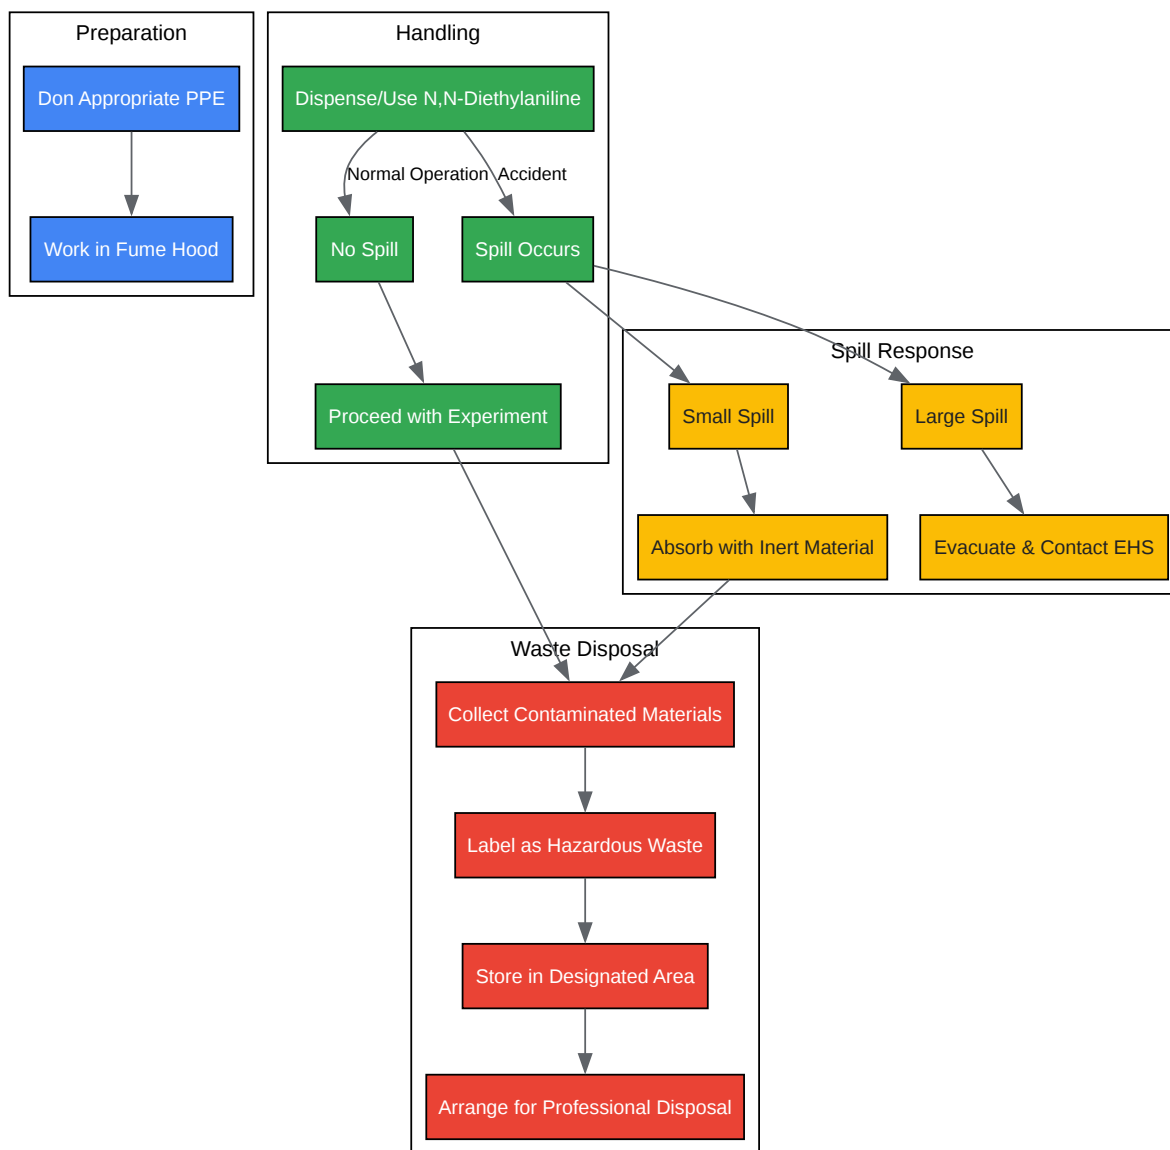 Preparation
Don Appropriate PPE
Work in Fume Hood
Handling
Dispense/Use N,N-Diethylaniline
Normal Operation
Accident
No Spill
Spill Occurs
Proceed with Experiment
Spill Response
Small Spill
Large Spill
Absorb with Inert Material
Evacuate & Contact EHS
Waste Disposal
Collect Contaminated Materials
Label as Hazardous Waste
Store in Designated Area
Arrange for Professional Disposal